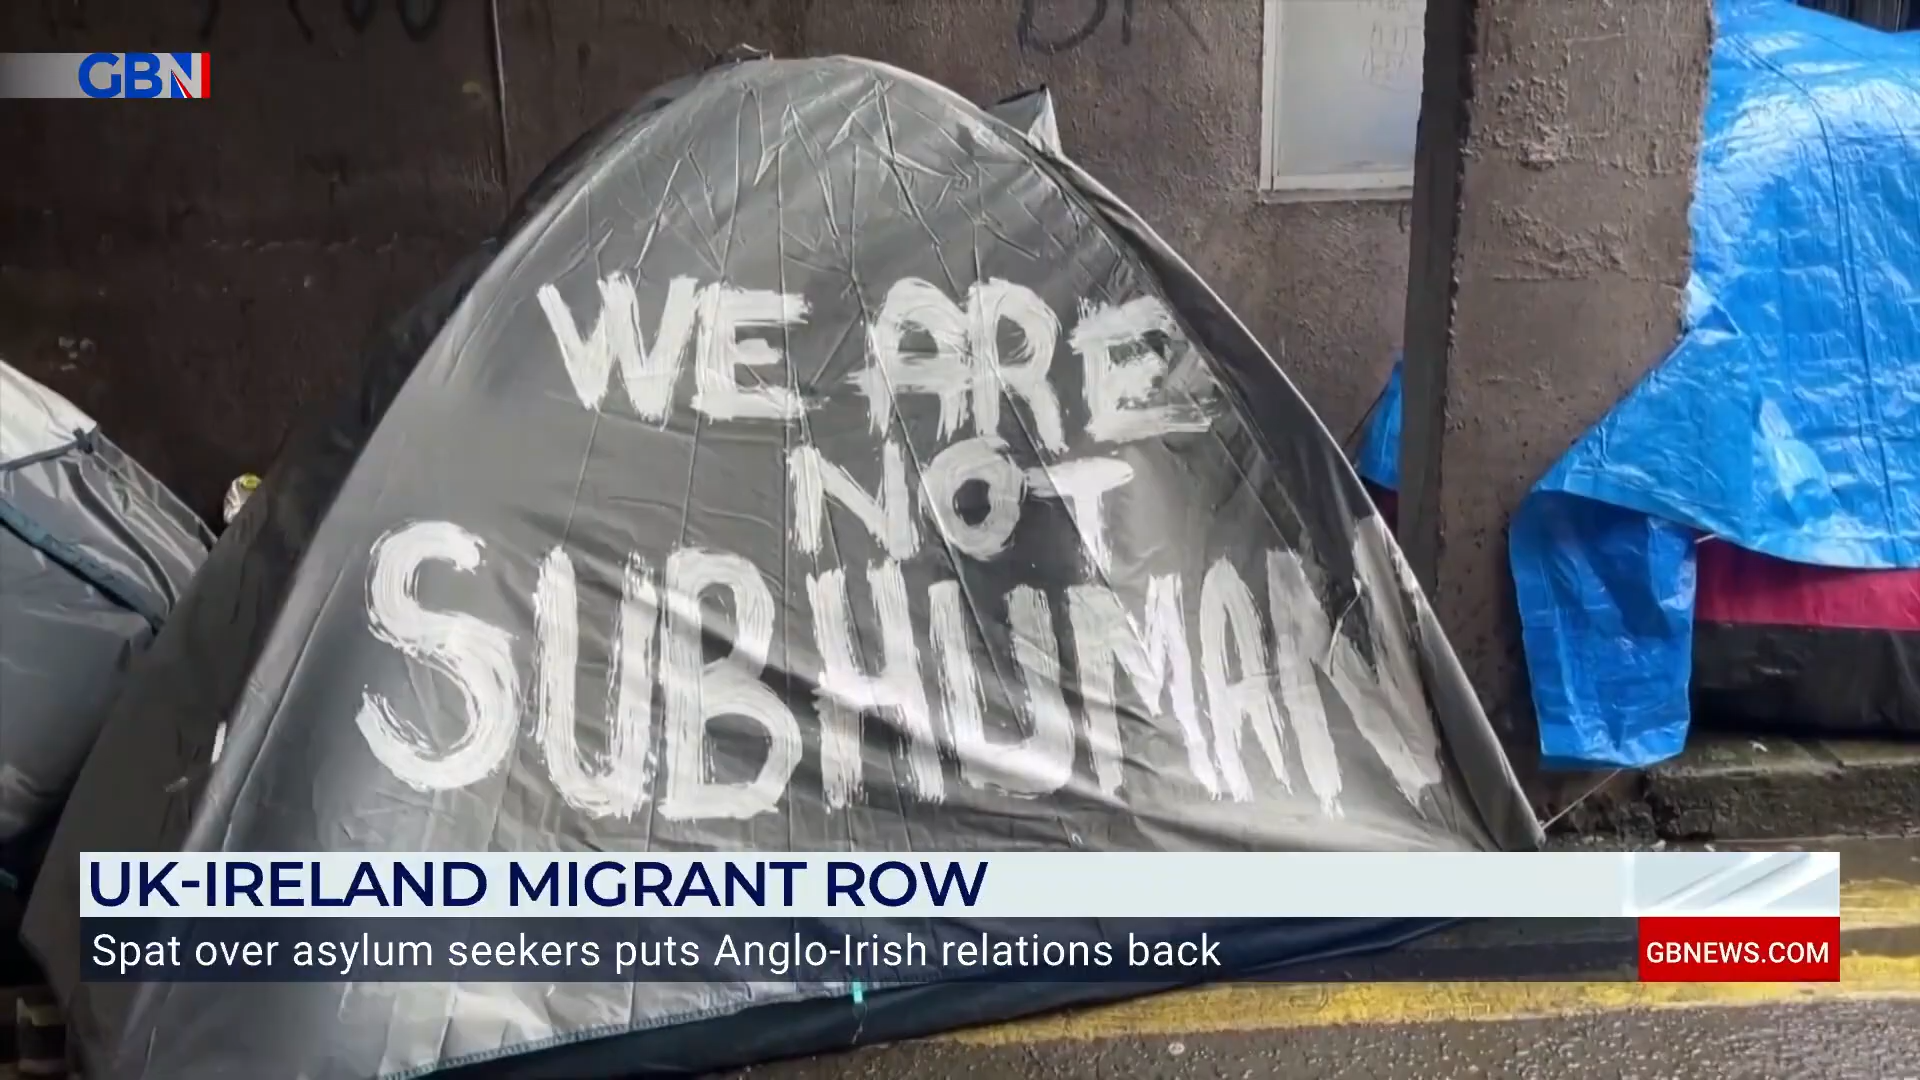 GBN
WE ARE
NOT
SUBHUMAN
UK-IRELAND MIGRANT ROW
Spat over asylum seekers puts Anglo-Irish relations back
GBNEWS.COM